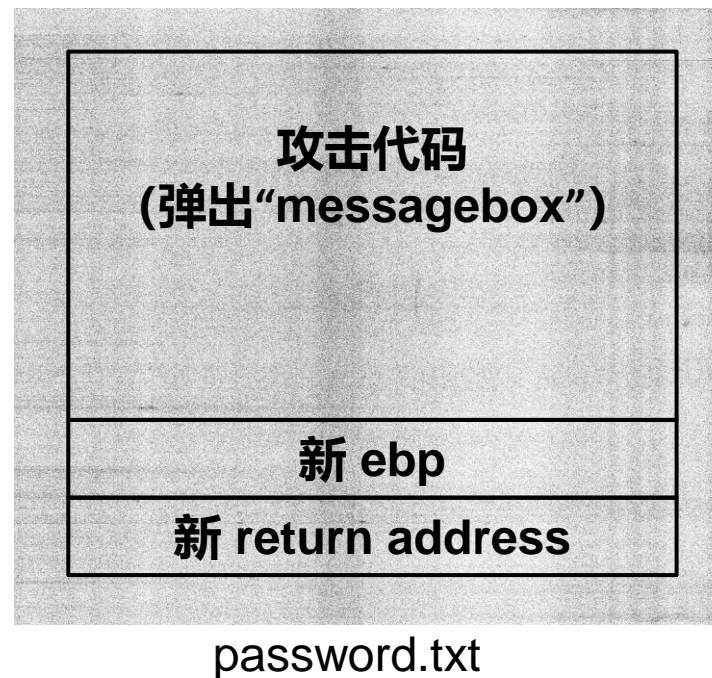 攻击代码
(弹出“messagebox”)
新 ebp
新 return address
password.txt